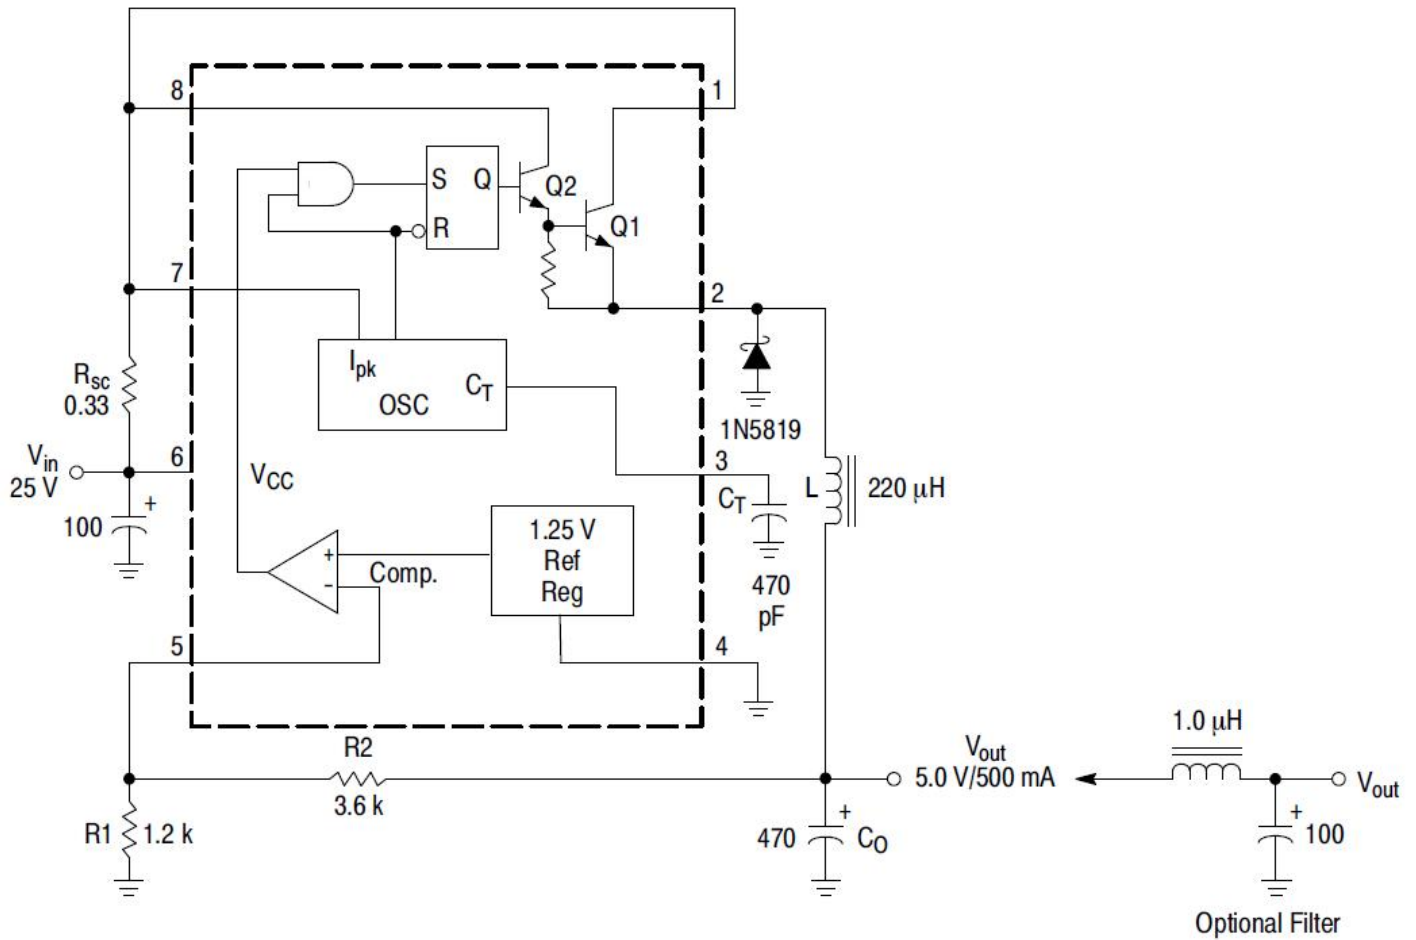 8
1
S
Q
Q2
R
Q1
7
2
Ipk
CT
OSC
Rsc
0.33
1N5819
Vin
25 V
6
VCC
3
CT
L
220 µH
100
+
1.25 V
Ref
Reg
+
-
Comp.
470
pF
5
4
R2
3.6 k
Vout
5.0 V/500 mA
1.0 µH
Vout
R1
1.2 k
470
+
CO
+
100
Optional Filter